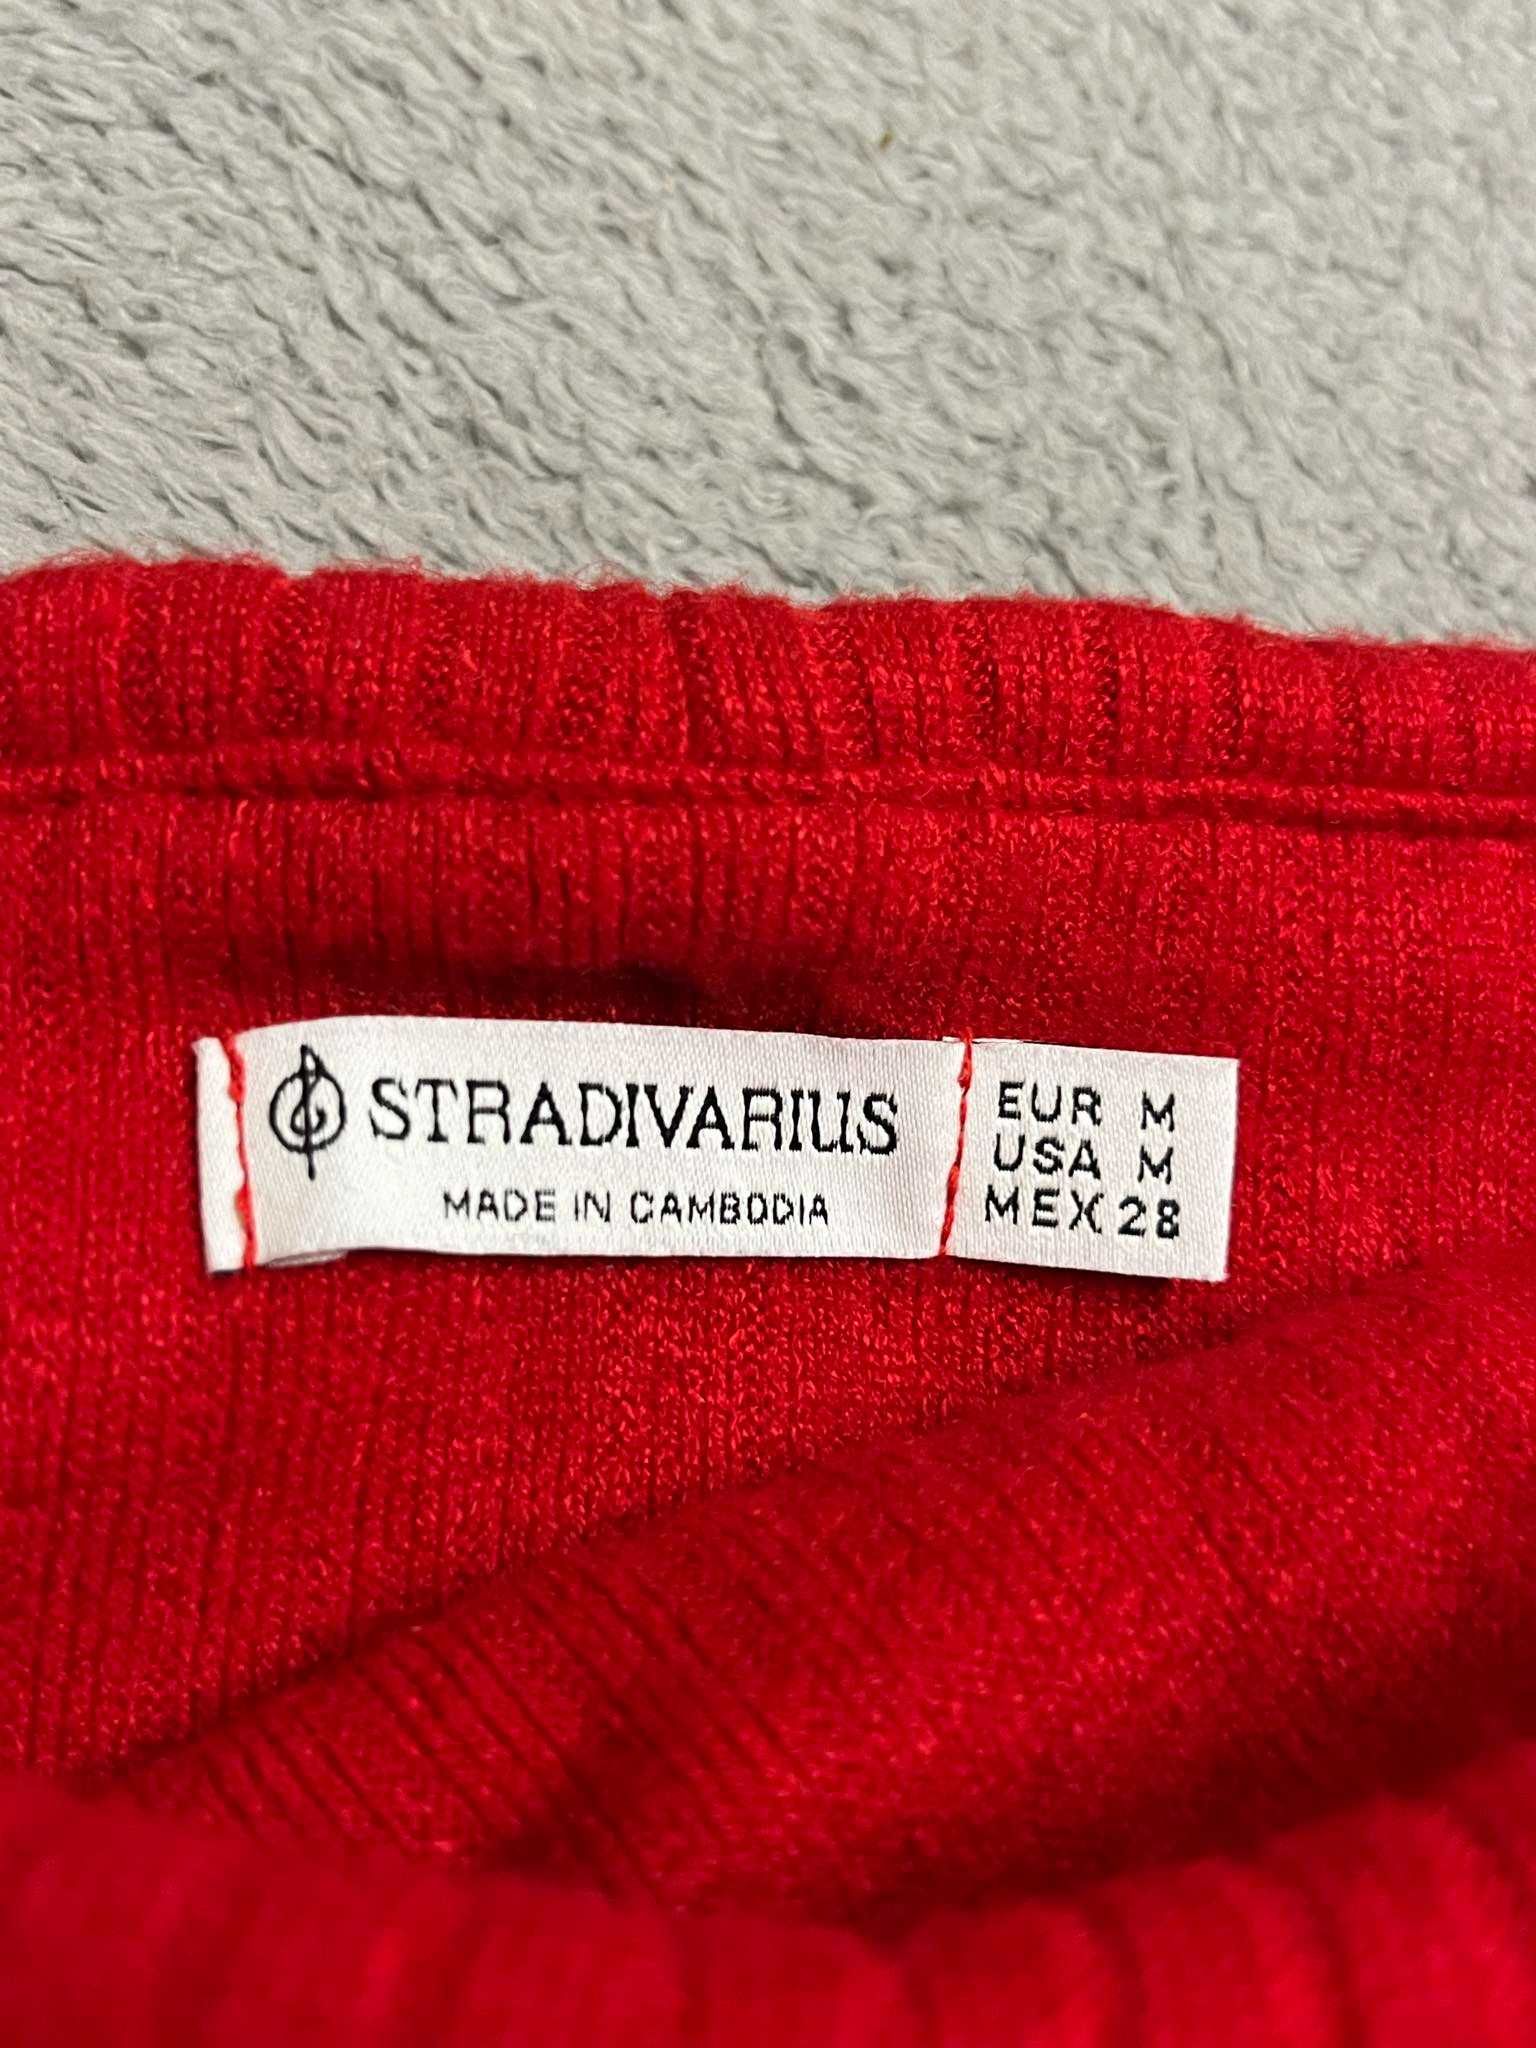 STRADIVARIUS
MADE IN CAMBODIA
EUR M
USA M
MEX 28